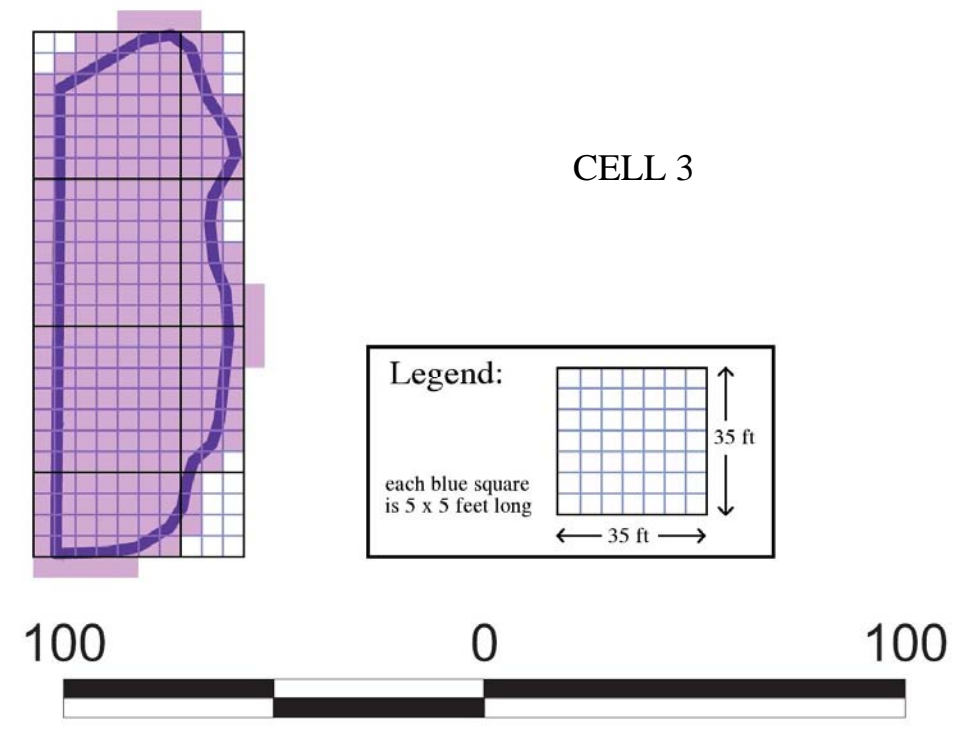 CELL 3
Legend:
35 ft
each blue square
is 5 x 5 feet long
35 ft
100 0 100